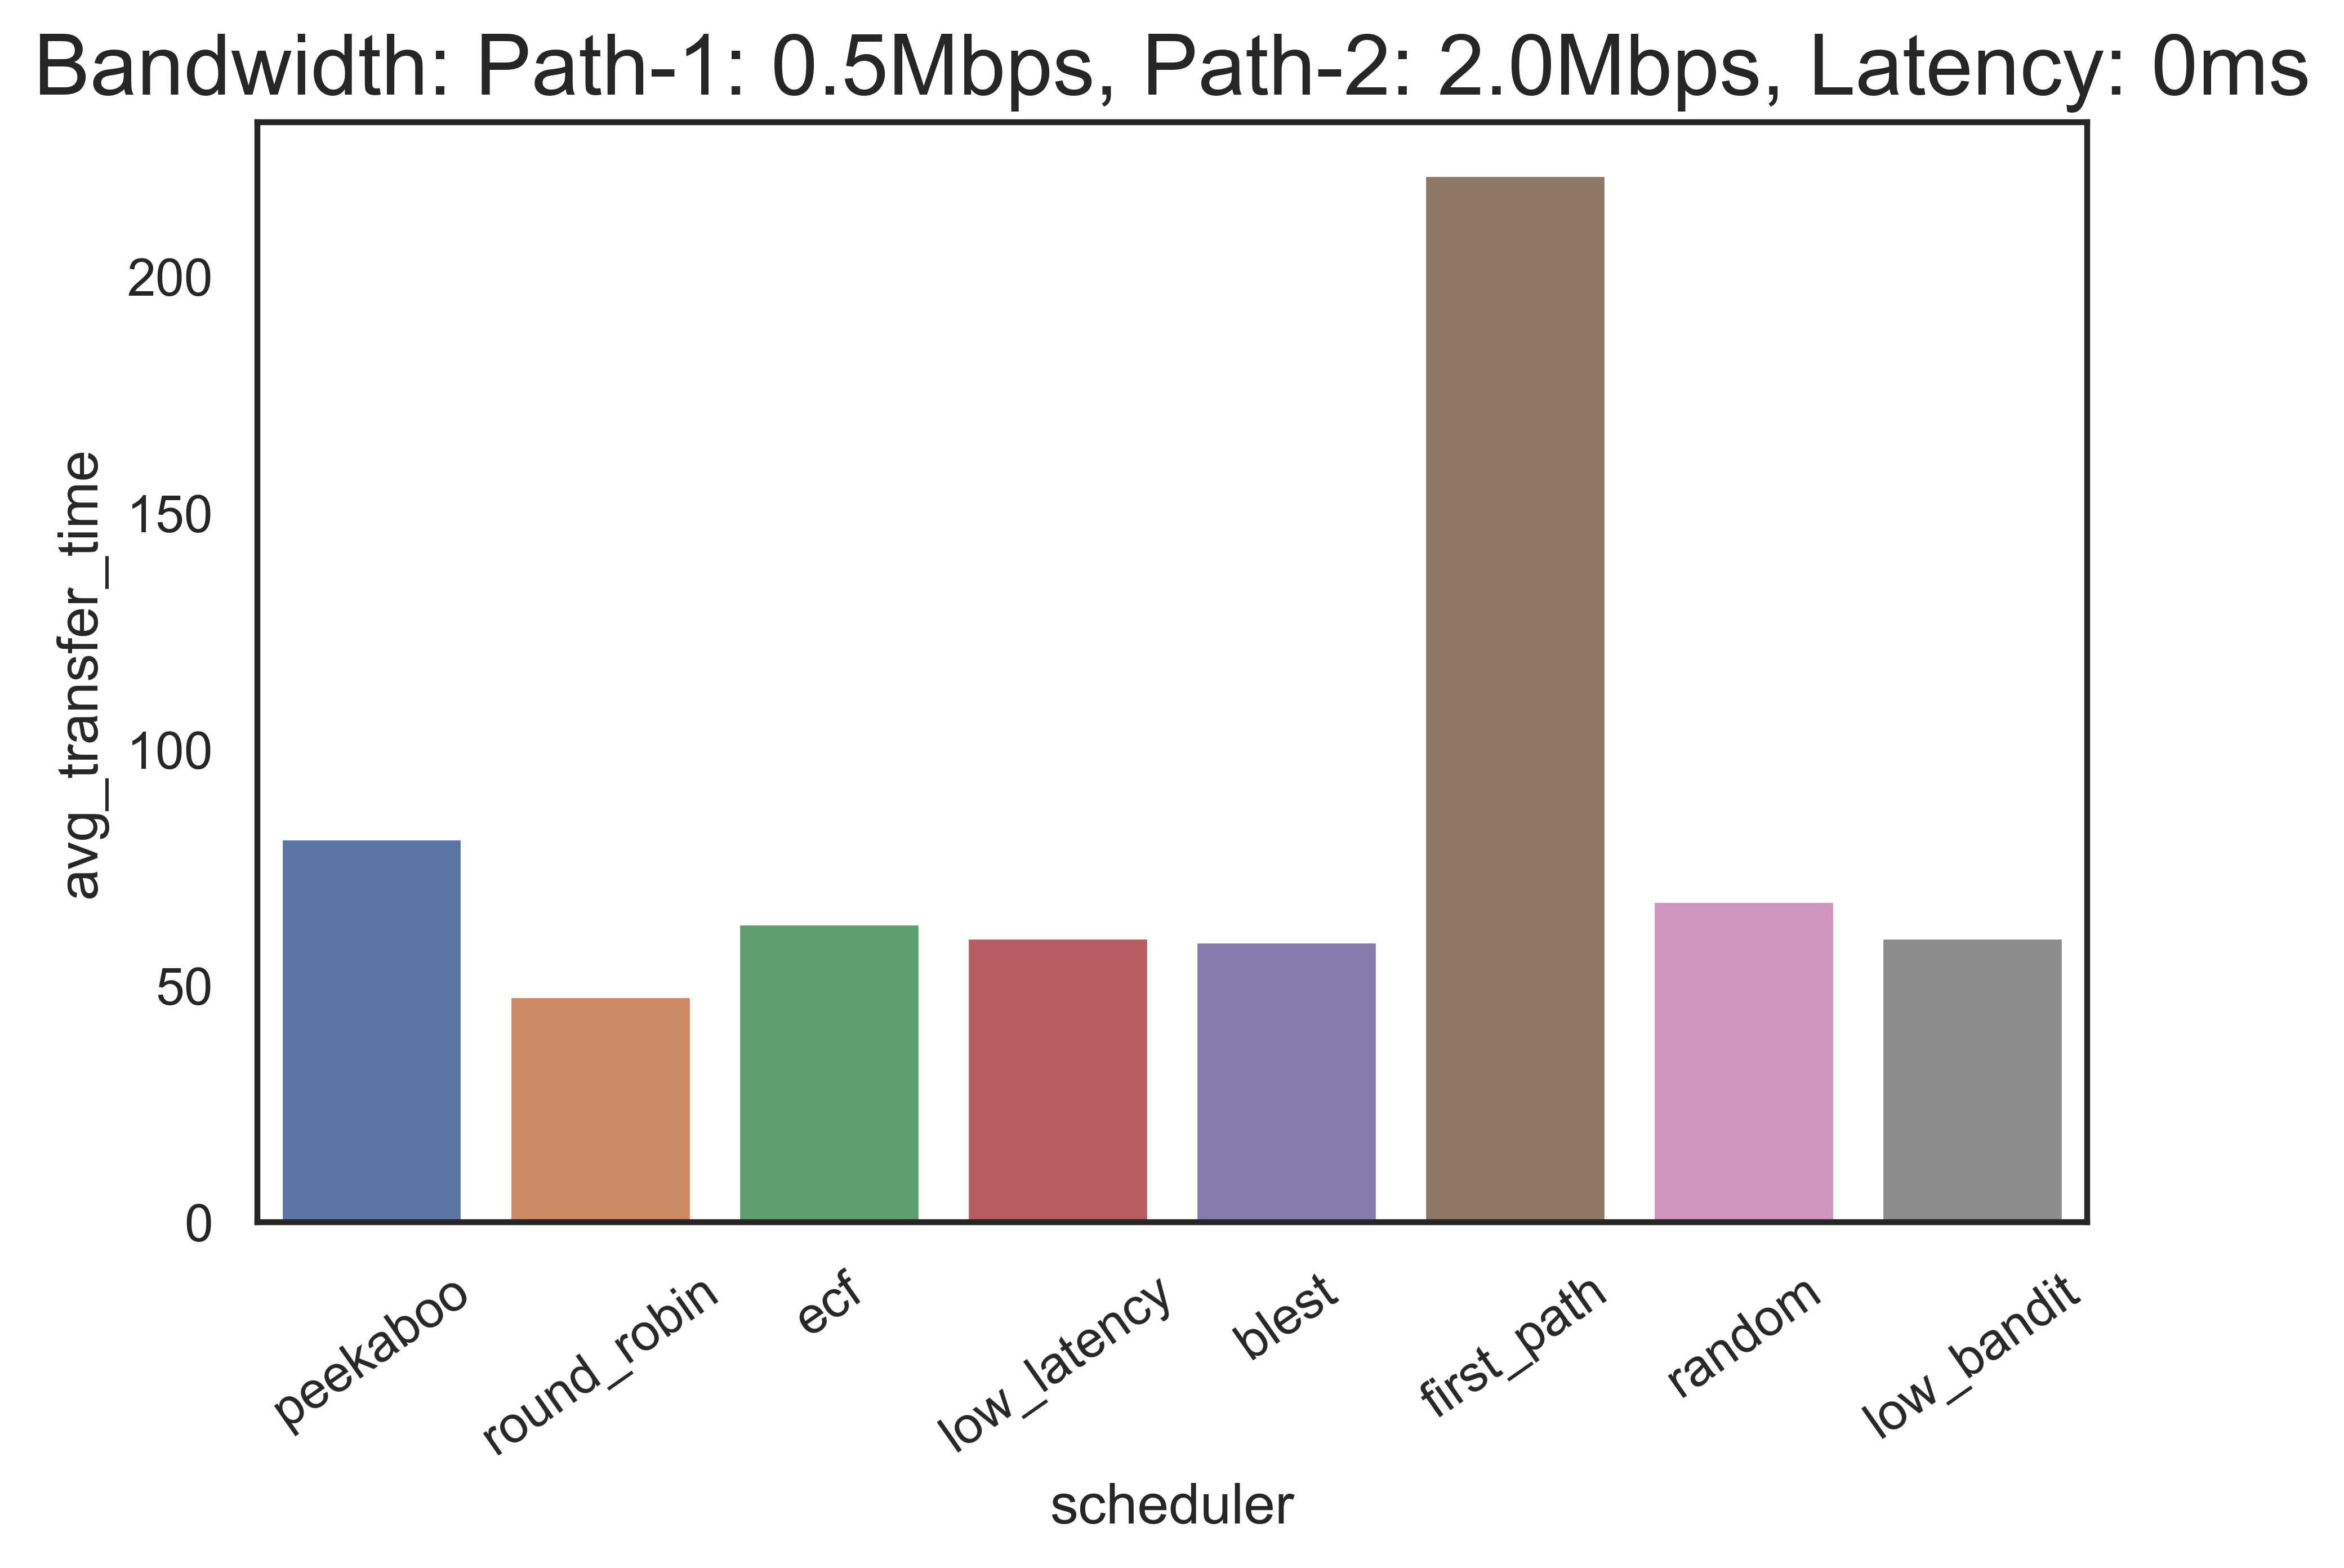 Bandwidth: Path-1: 0.5Mbps, Path-2: 2.0Mbps, Latency: 0ms
avg_transfer_time
200
150
100
50
0
peekaboo
round_robin
ecf
low_latency
blest
first_path
random
low_bandit
scheduler